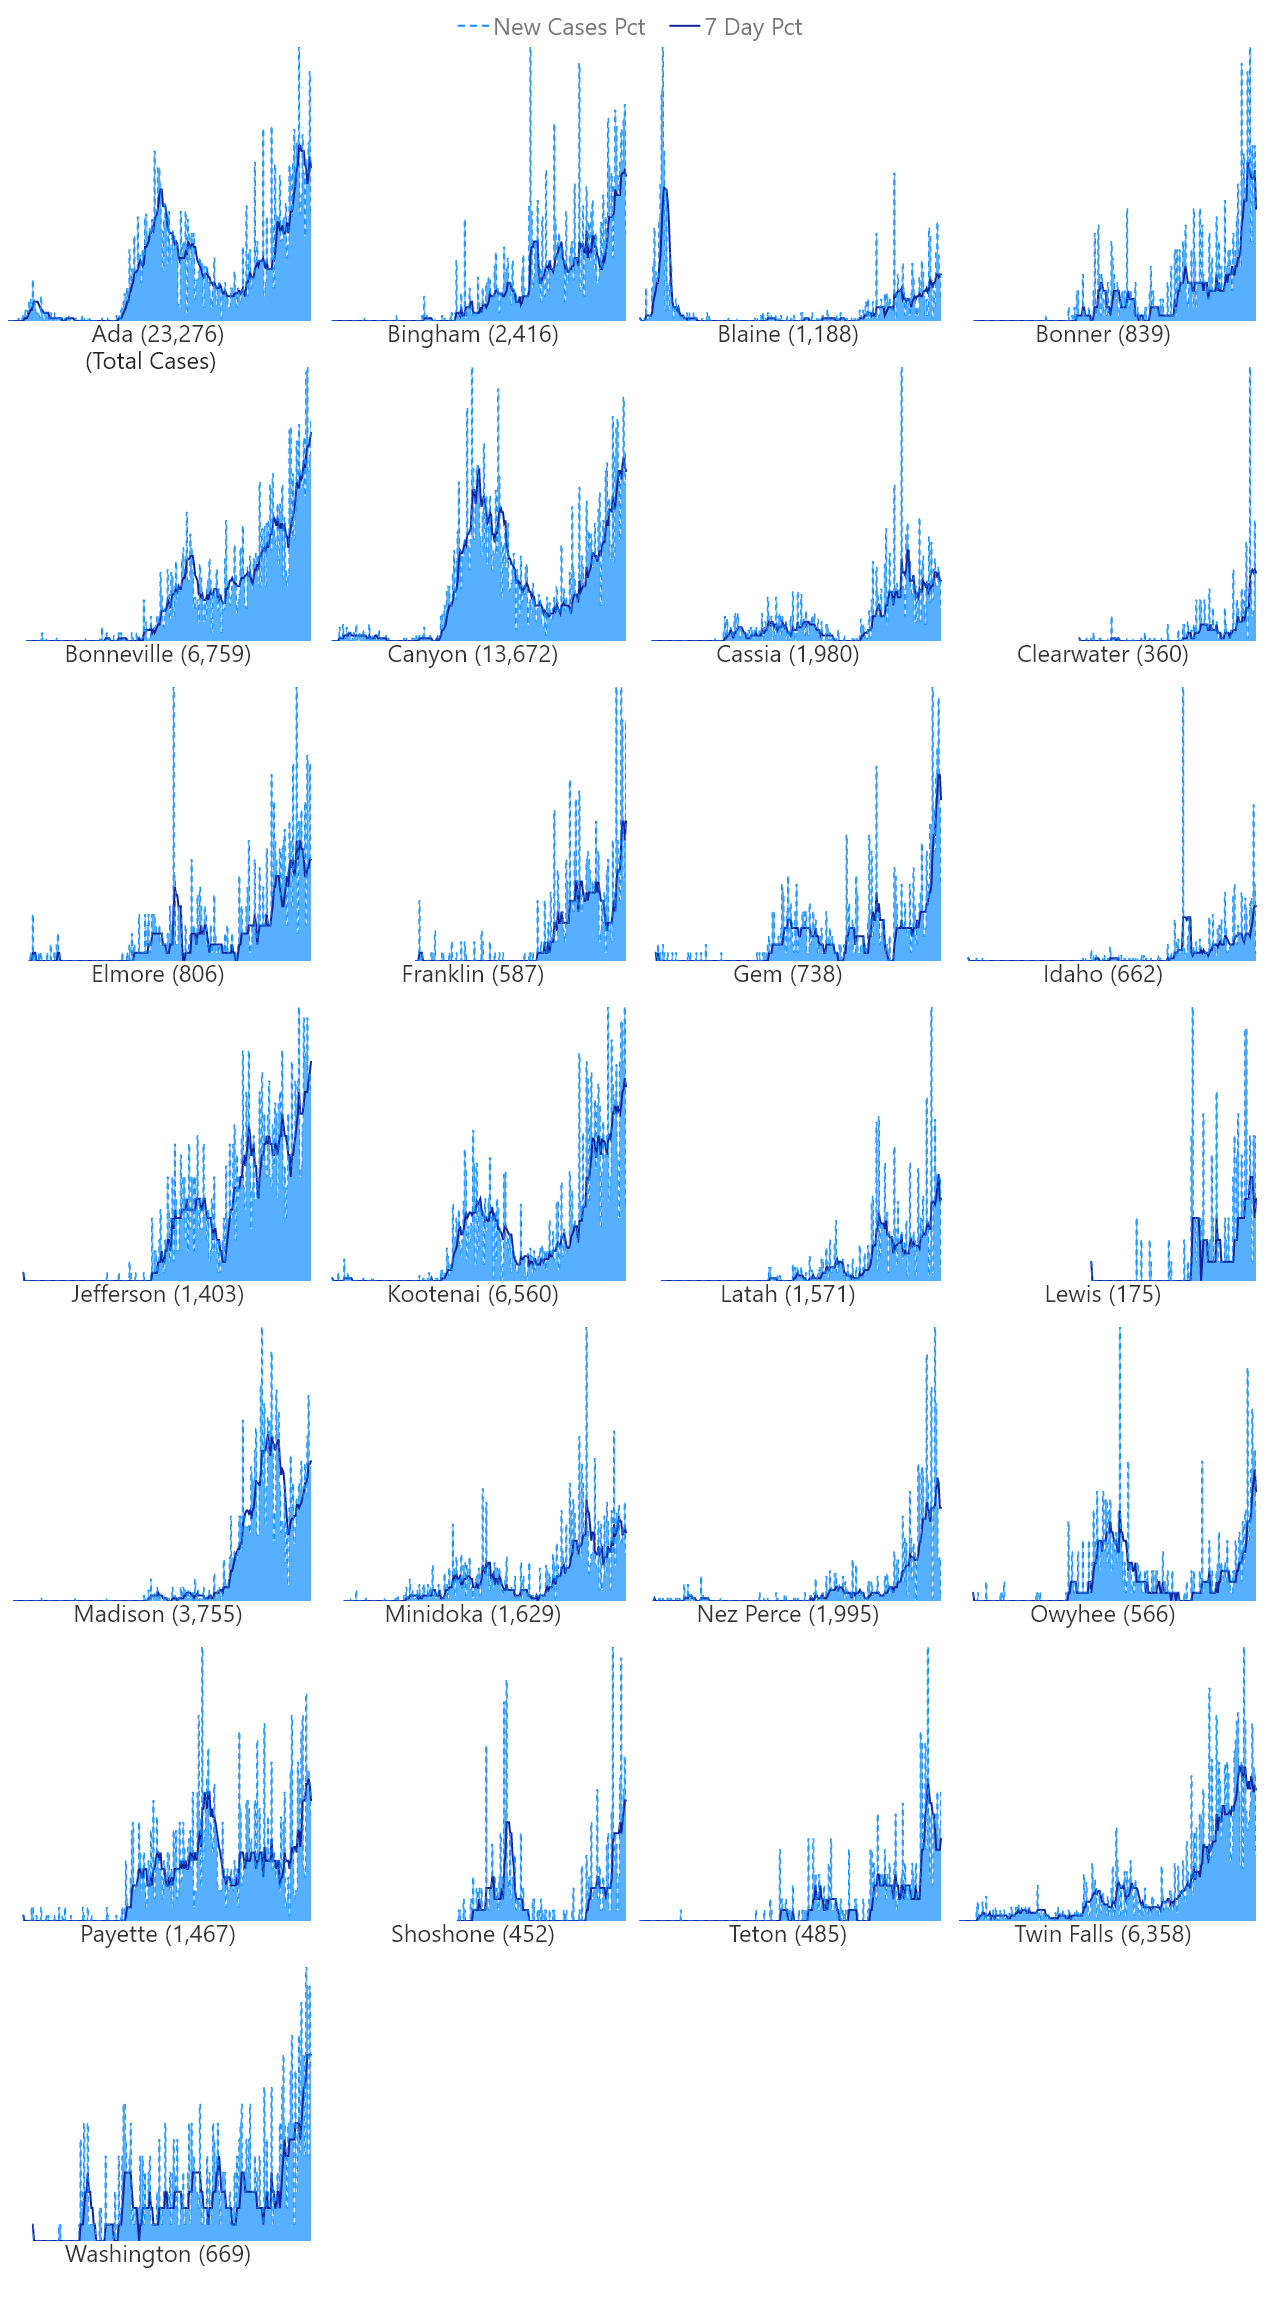 New Cases Pct 7 Day Pct
Ada (23,276) Bingham (2,416) Blaine (1,188) Bonner (839)
(Total Cases)
Bonneville (6,759) Canyon (13,672) Cassia (1,980) Clearwater (360)
Elmore (806) Franklin (587) Gem (738) Idaho (662)
Jefferson (1,403) Kootenai (6,560) Latah (1,571) Lewis (175)
Madison (3,755) Minidoka (1,629) Nez Perce (1,995) Owyhee (566)
Payette (1,467) Shoshone (452) Teton (485) Twin Falls (6,358)
Washington (669)